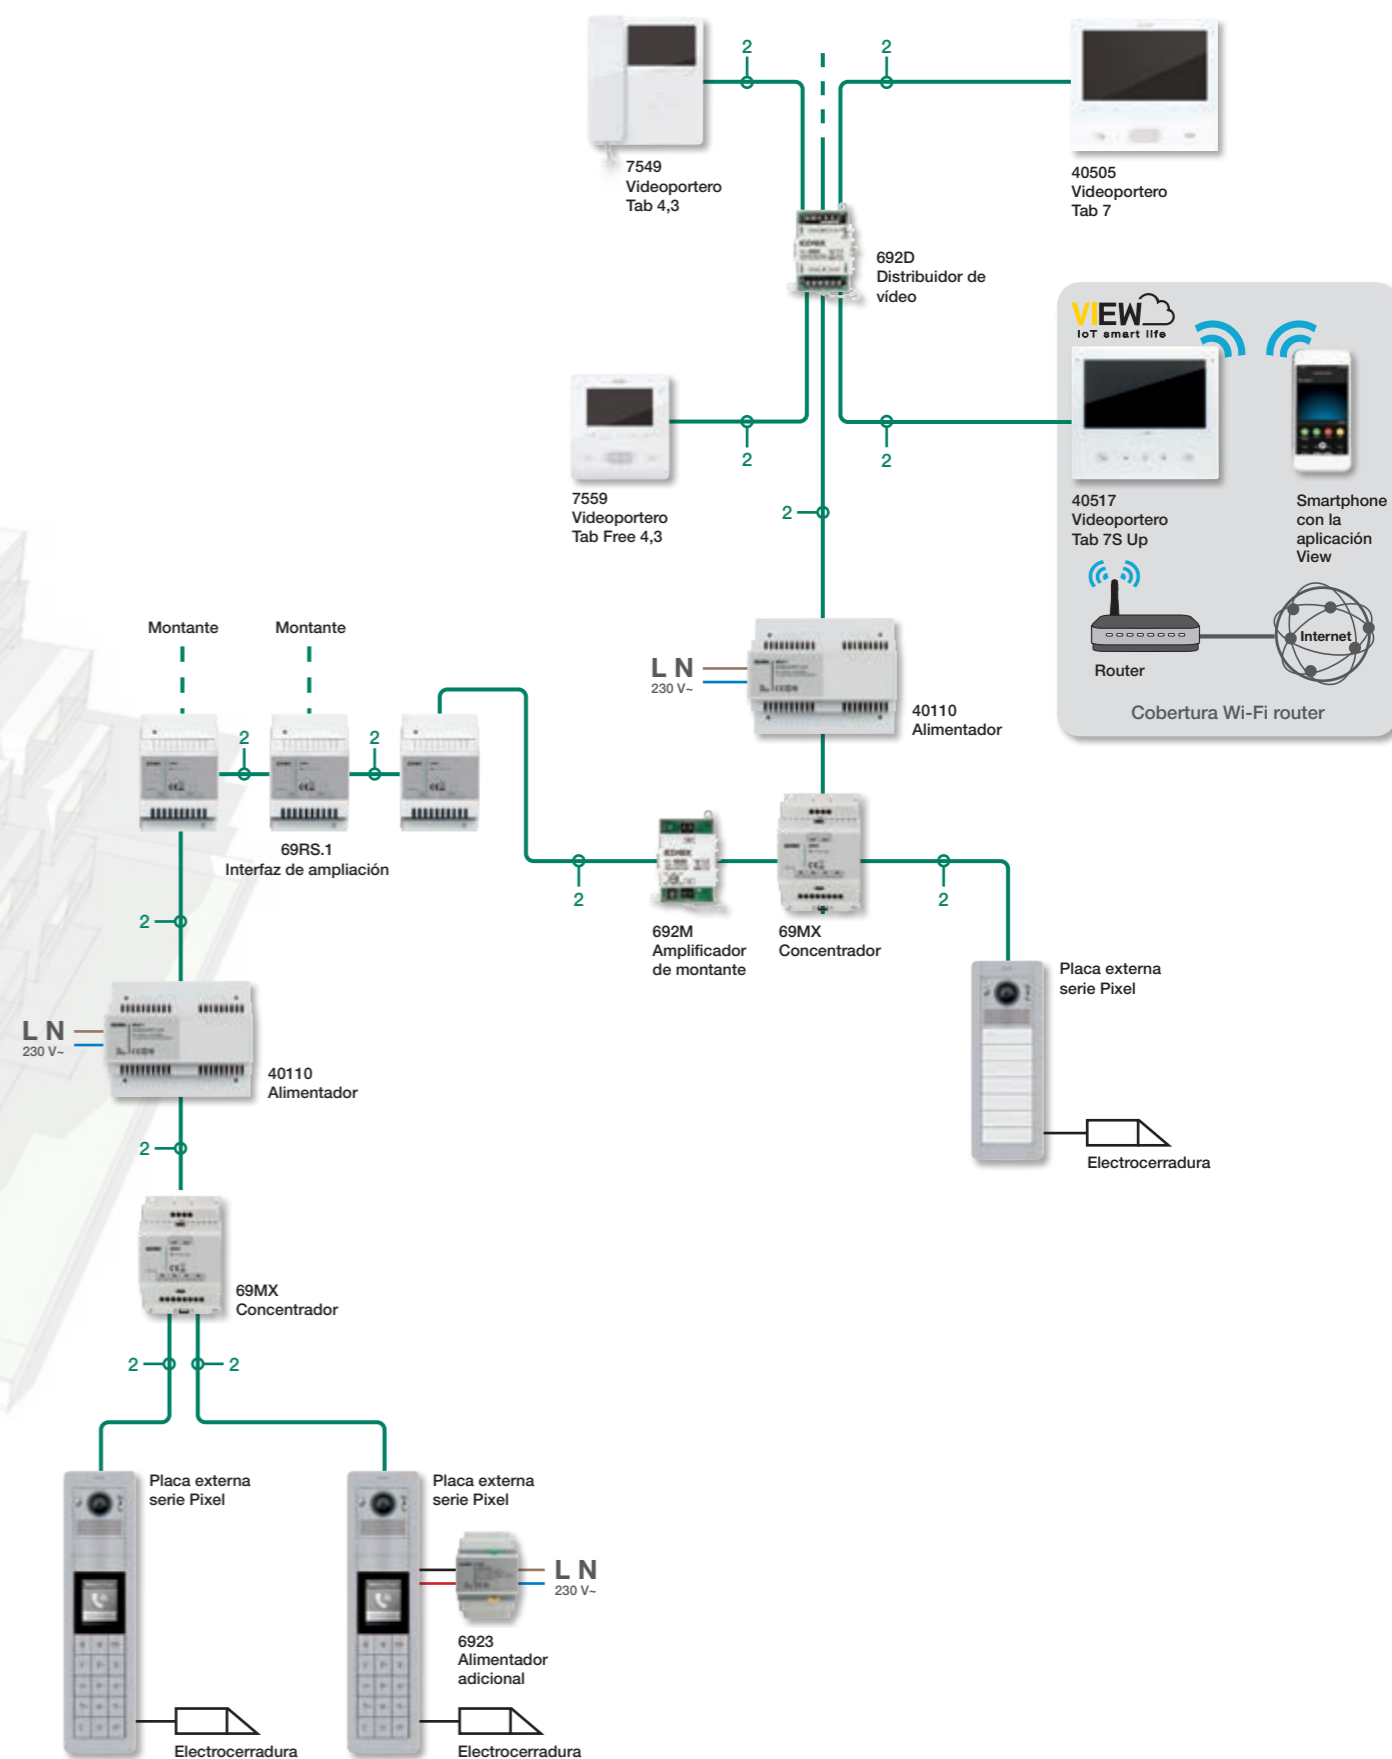 2
2
7549
Videoportero
Tab 4,3
40505
Videoportero
Tab 7
692D
Distribuidor de
vídeo
VIEW
IoT smart life
2
2
7559
Videoportero
Tab Free 4,3
2
40517
Videoportero
Tab 7S Up
Smartphone
con la
aplicación
View
Router
Internet
Cobertura Wi-Fi router
Montante
Montante
L N
230 V~
40110
Alimentador
2
2
69RS.1
Interfaz de ampliación
2
2
692M
Amplificador
de montante
69MX
Concentrador
2
Placa externa
serie Pixel
L N
230 V~
40110
Alimentador
2
Electrocerradura
69MX
Concentrador
2
2
Placa externa
serie Pixel
Placa externa
serie Pixel
L N
230 V~
6923
Alimentador
adicional
Electrocerradura
Electrocerradura